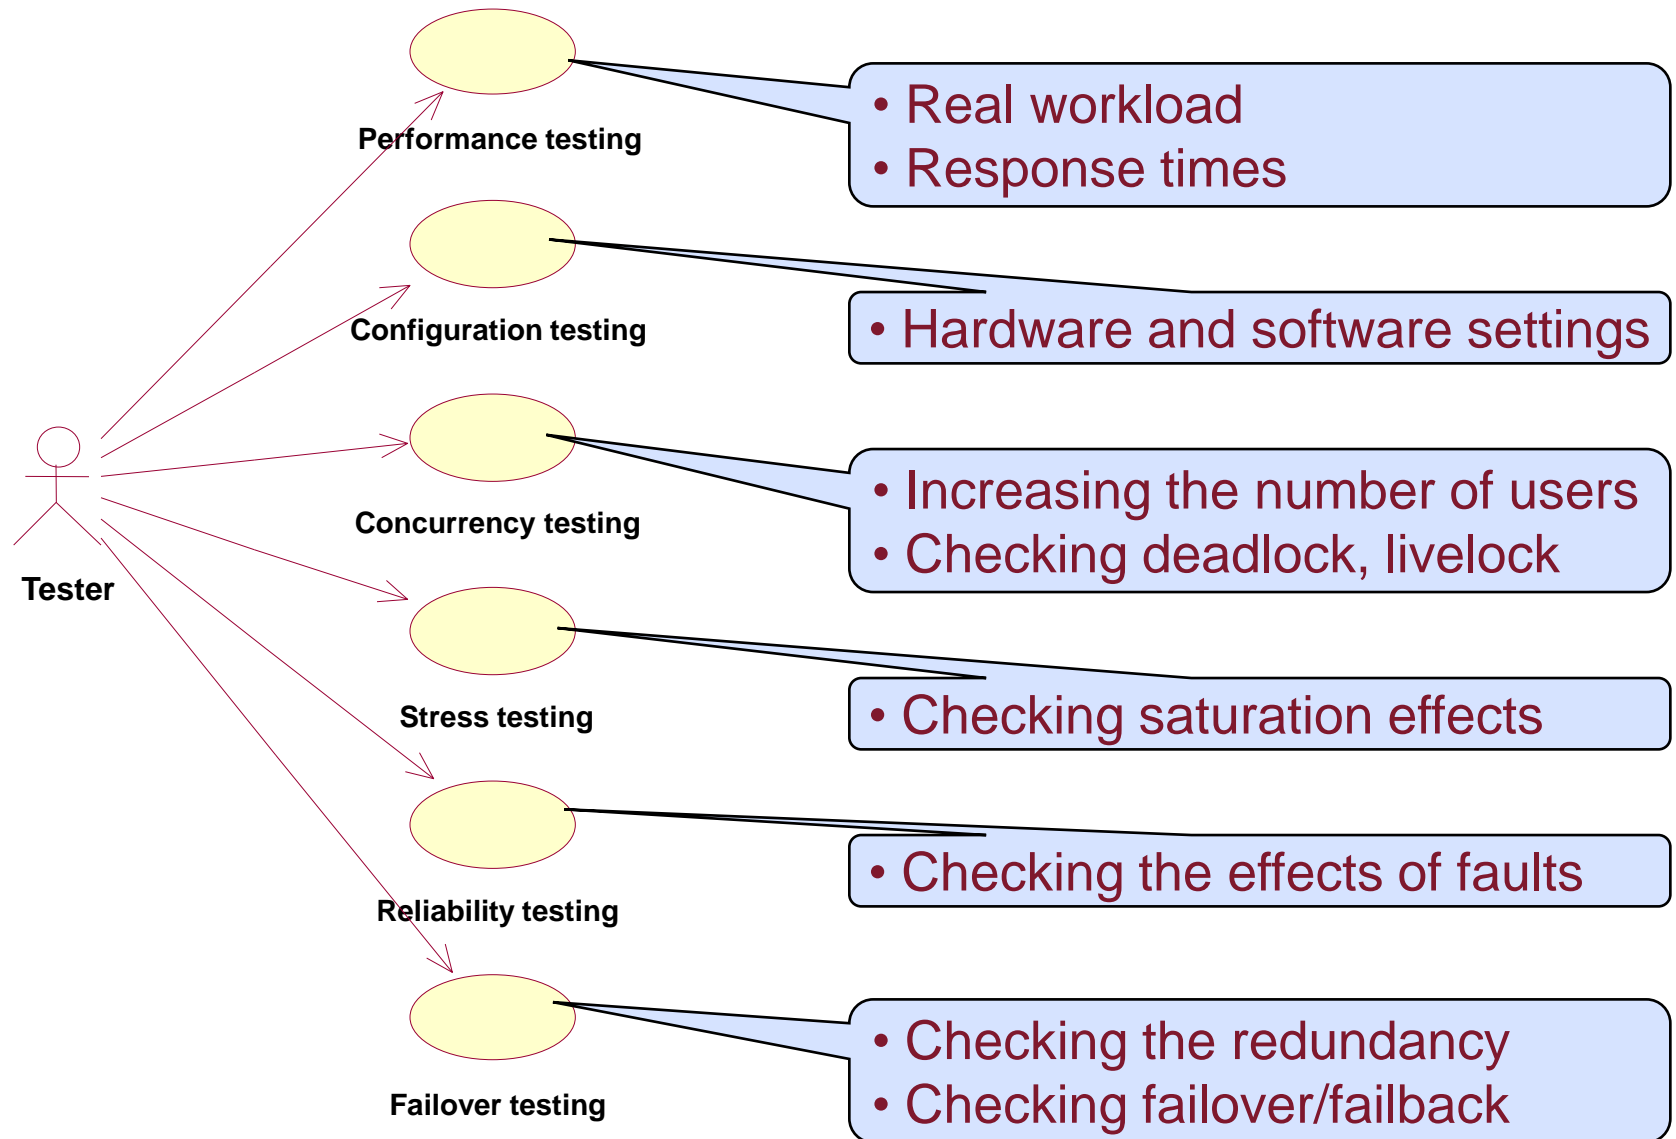 Performance testing
• Real workload
• Response times
Configuration testing
• Hardware and software settings
Concurrency testing
• Increasing the number of users
• Checking deadlock, livelock
Tester
Stress testing
• Checking saturation effects
Reliability testing
• Checking the effects of faults
Failover testing
• Checking the redundancy
• Checking failover/failback